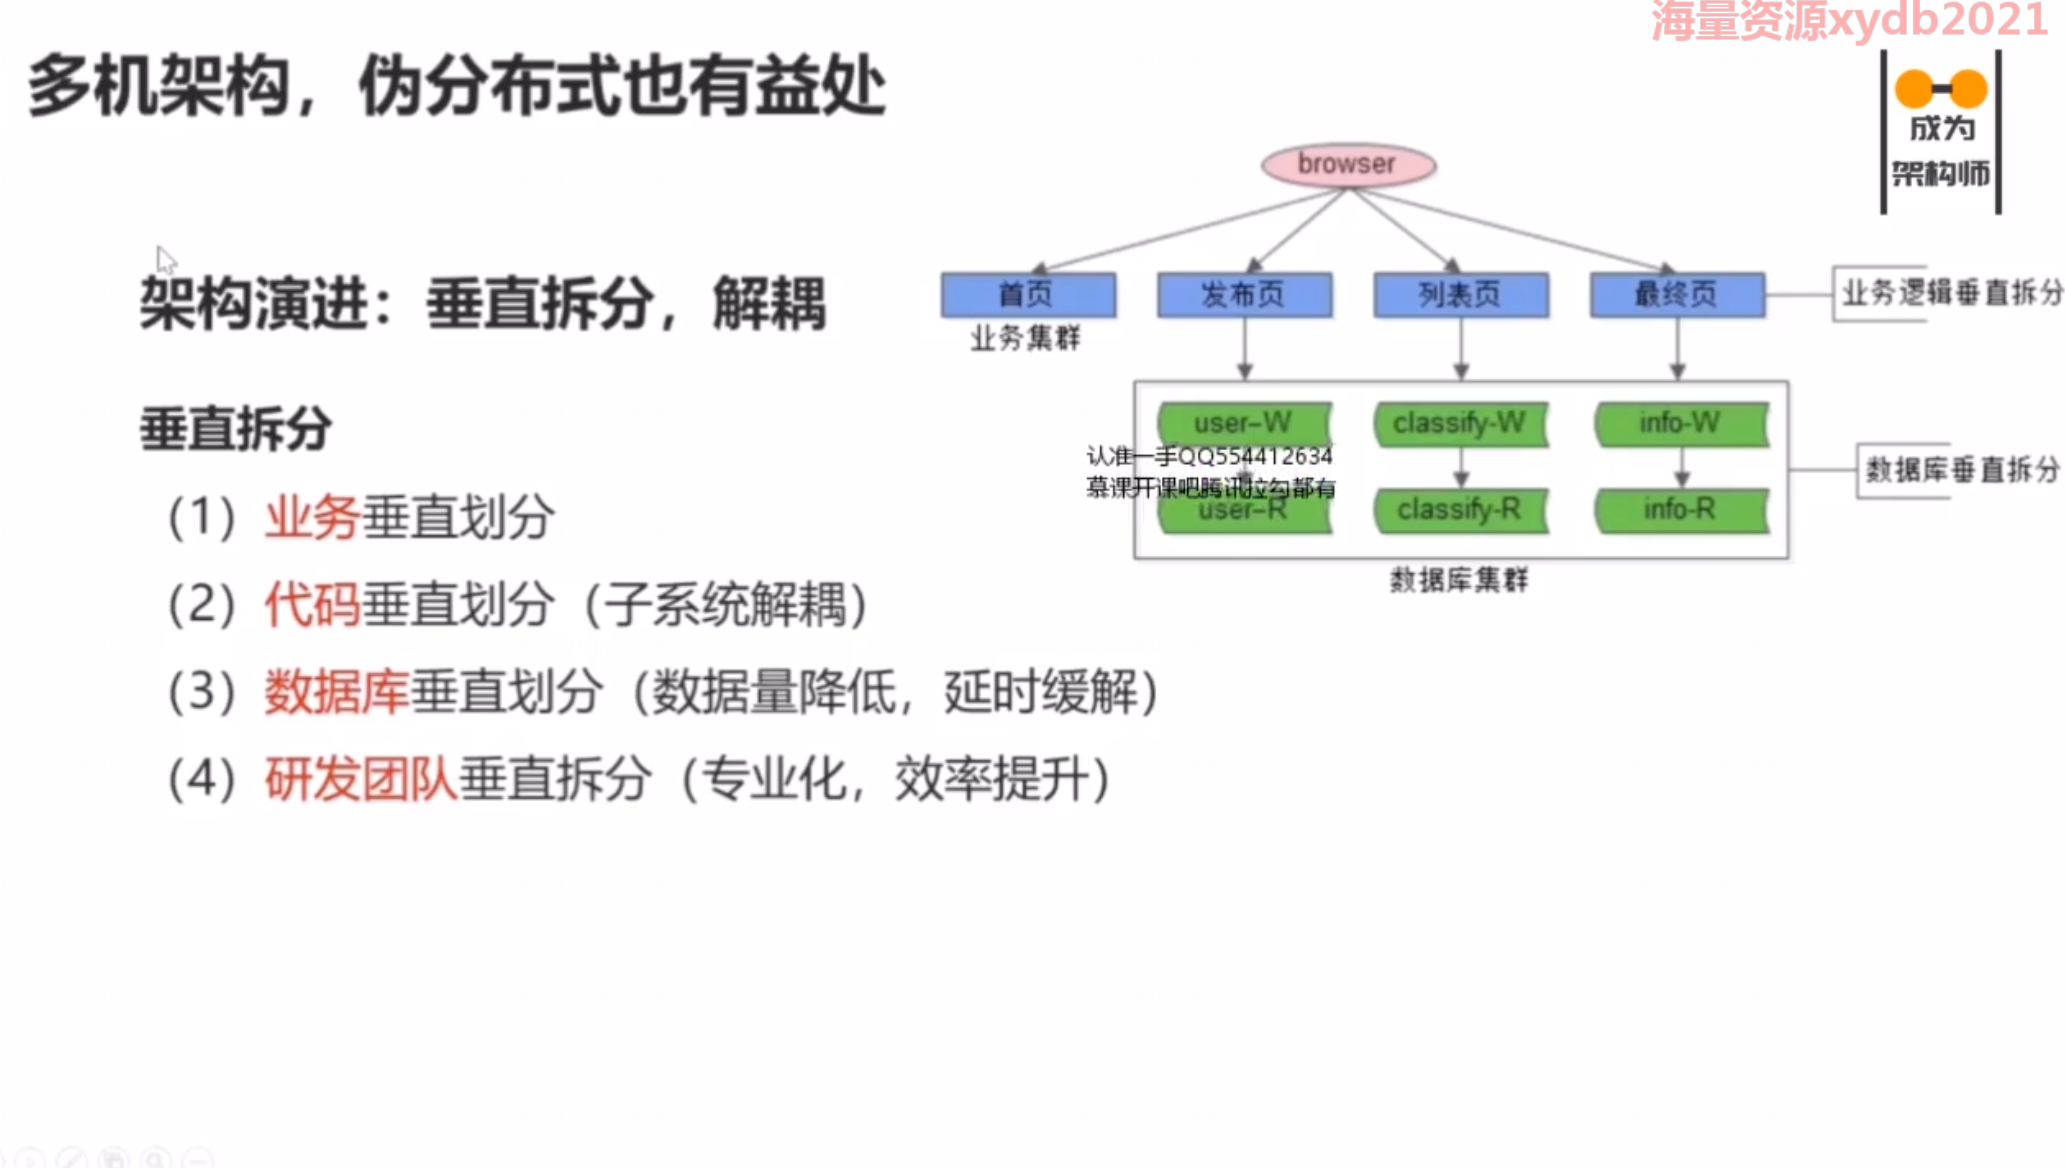 海量资源xydb2021
多机架构，伪分布式也有益处
成为
架构师
架构演进：垂直拆分，解耦
垂直拆分
（1）业务垂直划分
（2）代码垂直划分（子系统解耦）
（3）数据库垂直划分（数据量降低，延时缓解）
（4）研发团队垂直拆分（专业化，效率提升）
browser
首页
发布页
列表页
最终页
业务逻辑垂直拆分
业务集群
user-W
classify-W
info-W
认准一手QQ554412634
慕课开课吧腾讯拉勾都有
数据库垂直拆分
user-R
classify-R
info-R
数据库集群